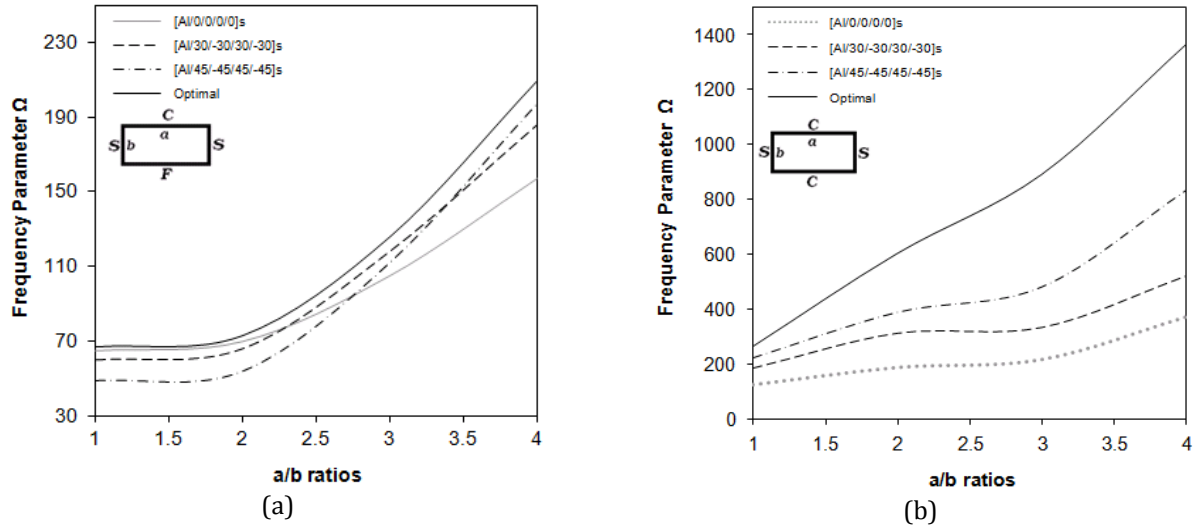 [Al/0/0/0/0]s
[Al/30/-30/30/-30]s
[Al/45/-45/45/-45]s
Optimal
C
a
S b S
F
Frequency Parameter Ω
230
190
150
110
70
30
1 1.5 2 2.5 3 3.5 4
a/b ratios
(a)
[Al/0/0/0/0]s
[Al/30/-30/30/-30]s
[Al/45/-45/45/-45]s
Optimal
C
a
S b S
C
Frequency Parameter Ω
1400
1200
1000
800
600
400
200
0
1 1.5 2 2.5 3 3.5 4
a/b ratios
(b)